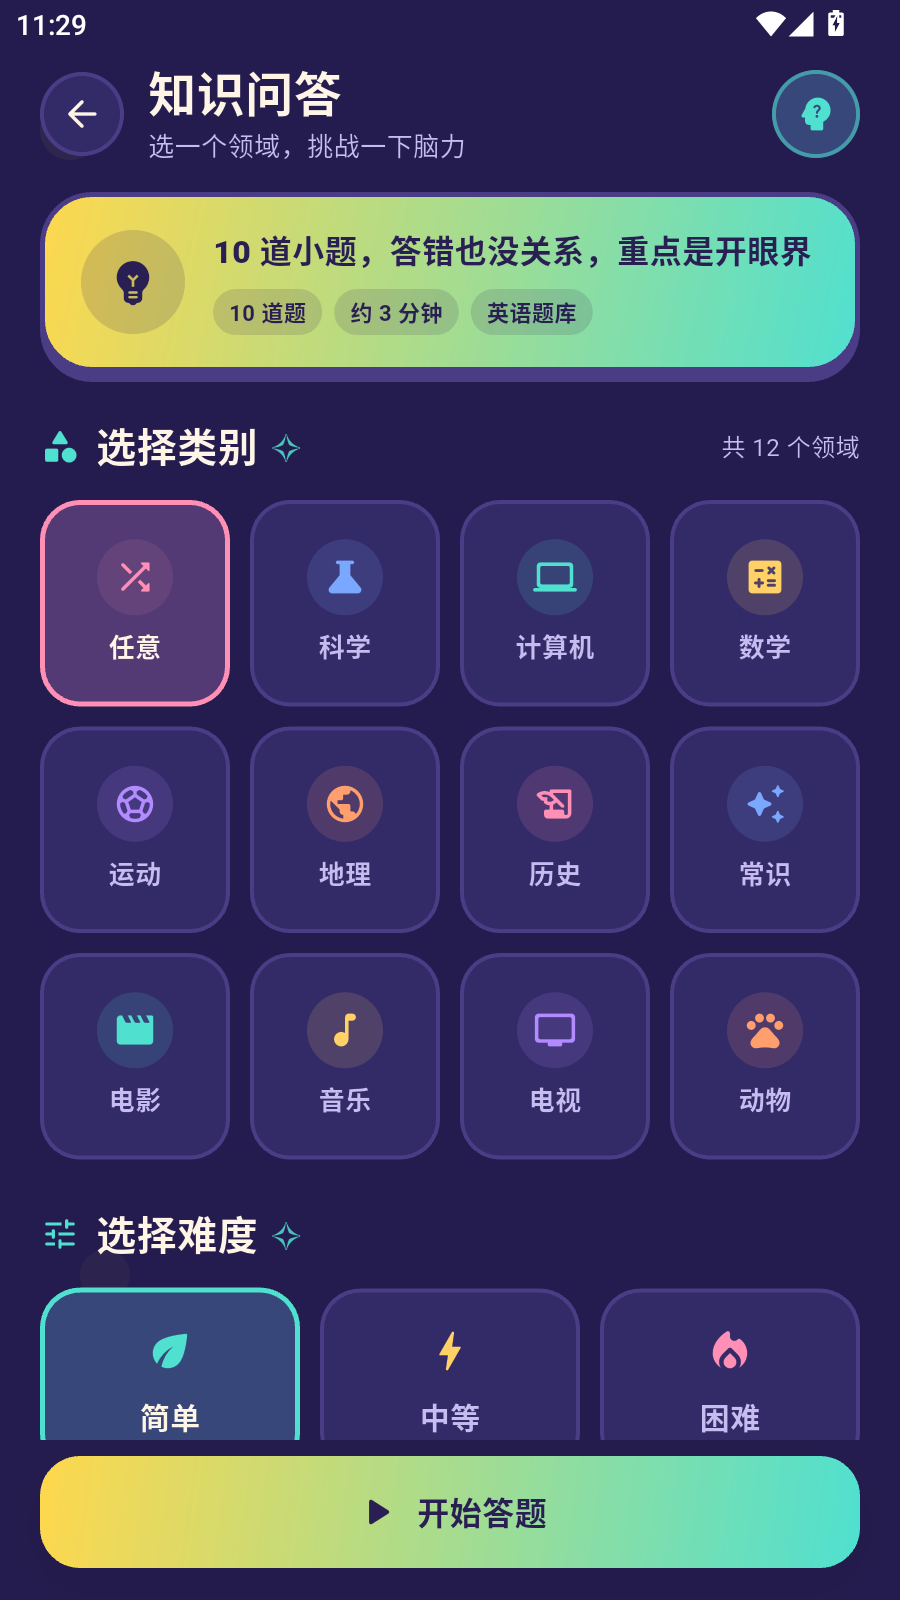 11:29
知识问答
选一个领域，挑战一下脑力
10 道小题，答错也没关系，重点是开眼界
10 道题 约 3 分钟 英语题库
选择类别 共 12 个领域
任意 科学 计算机 数学
运动 地理 历史 常识
电影 音乐 电视 动物
选择难度
简单 中等 困难
开始答题